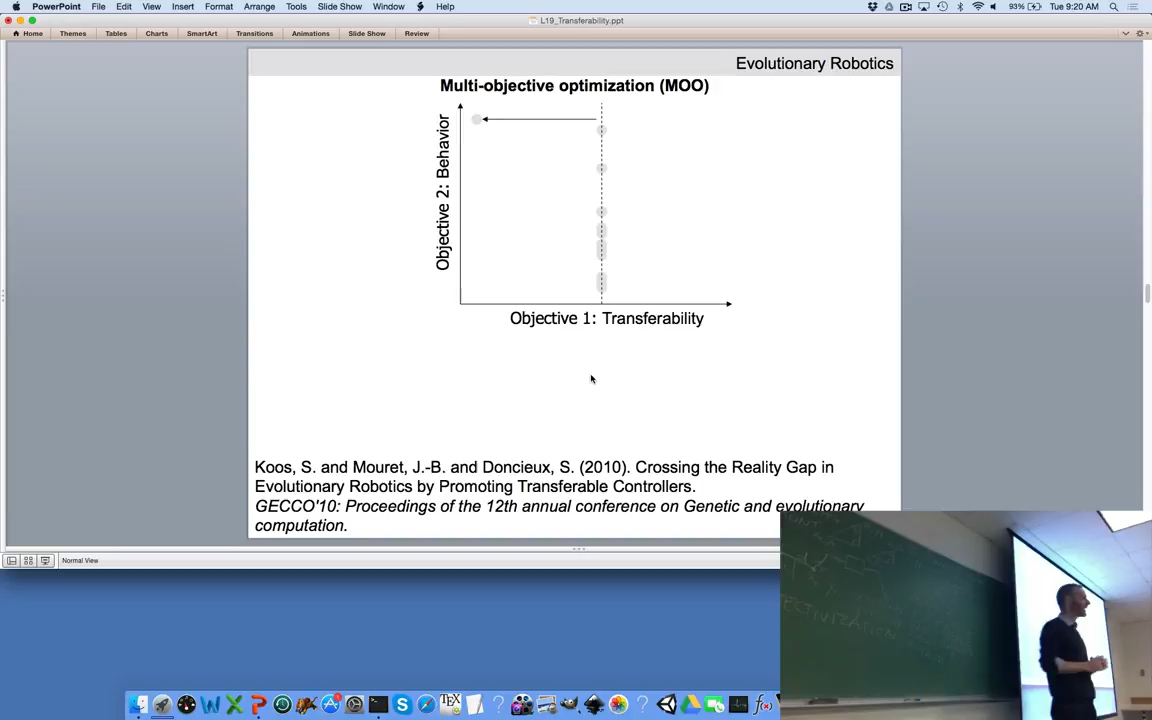 PowerPoint File Edit View Insert Format Arrange Tools Slide Show Window Help 93% Tue 9:20 AM
L19_Transferability.ppt
Home Themes Tables Charts SmartArt Transitions Animations Slide Show Review
Evolutionary Robotics
Multi-objective optimization (MOO)
Objective 2: Behavior
Objective 1: Transferability
Koos, S. and Mouret, J.-B. and Doncieux, S. (2010). Crossing the Reality Gap in
Evolutionary Robotics by Promoting Transferable Controllers.
GECCO'10: Proceedings of the 12th annual conference on Genetic and evolutionary
computation.
Normal View